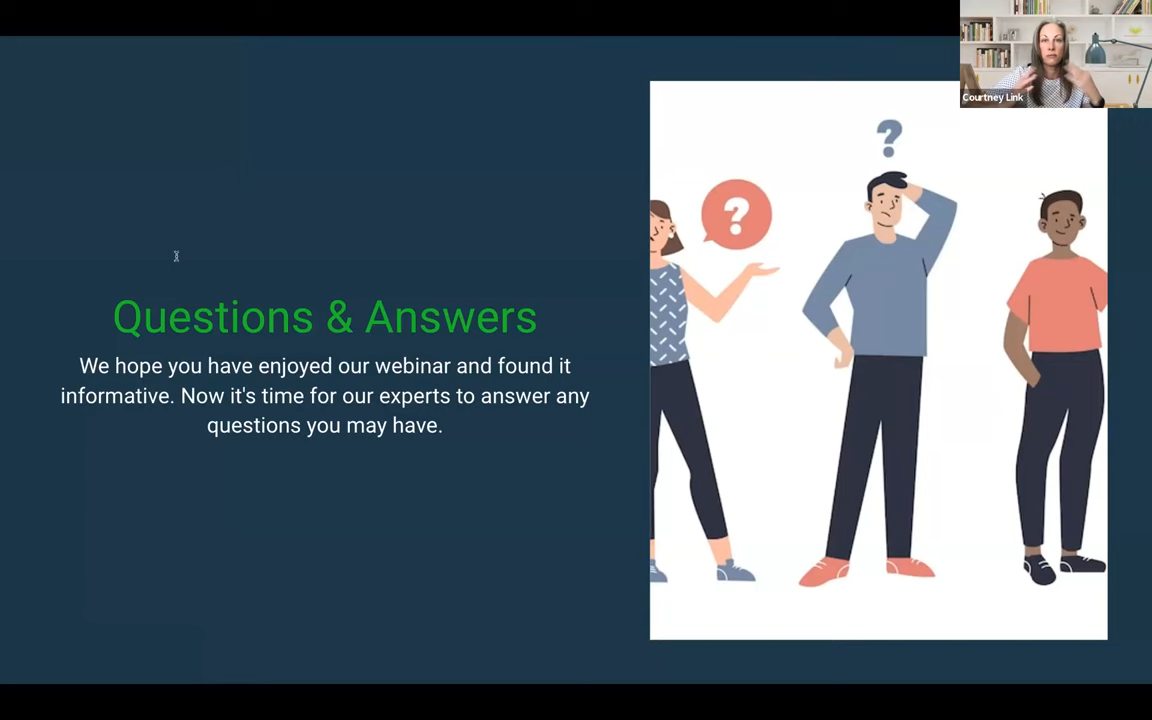 Courtney Link
?
?
Questions & Answers
We hope you have enjoyed our webinar and found it
informative. Now it's time for our experts to answer any
questions you may have.